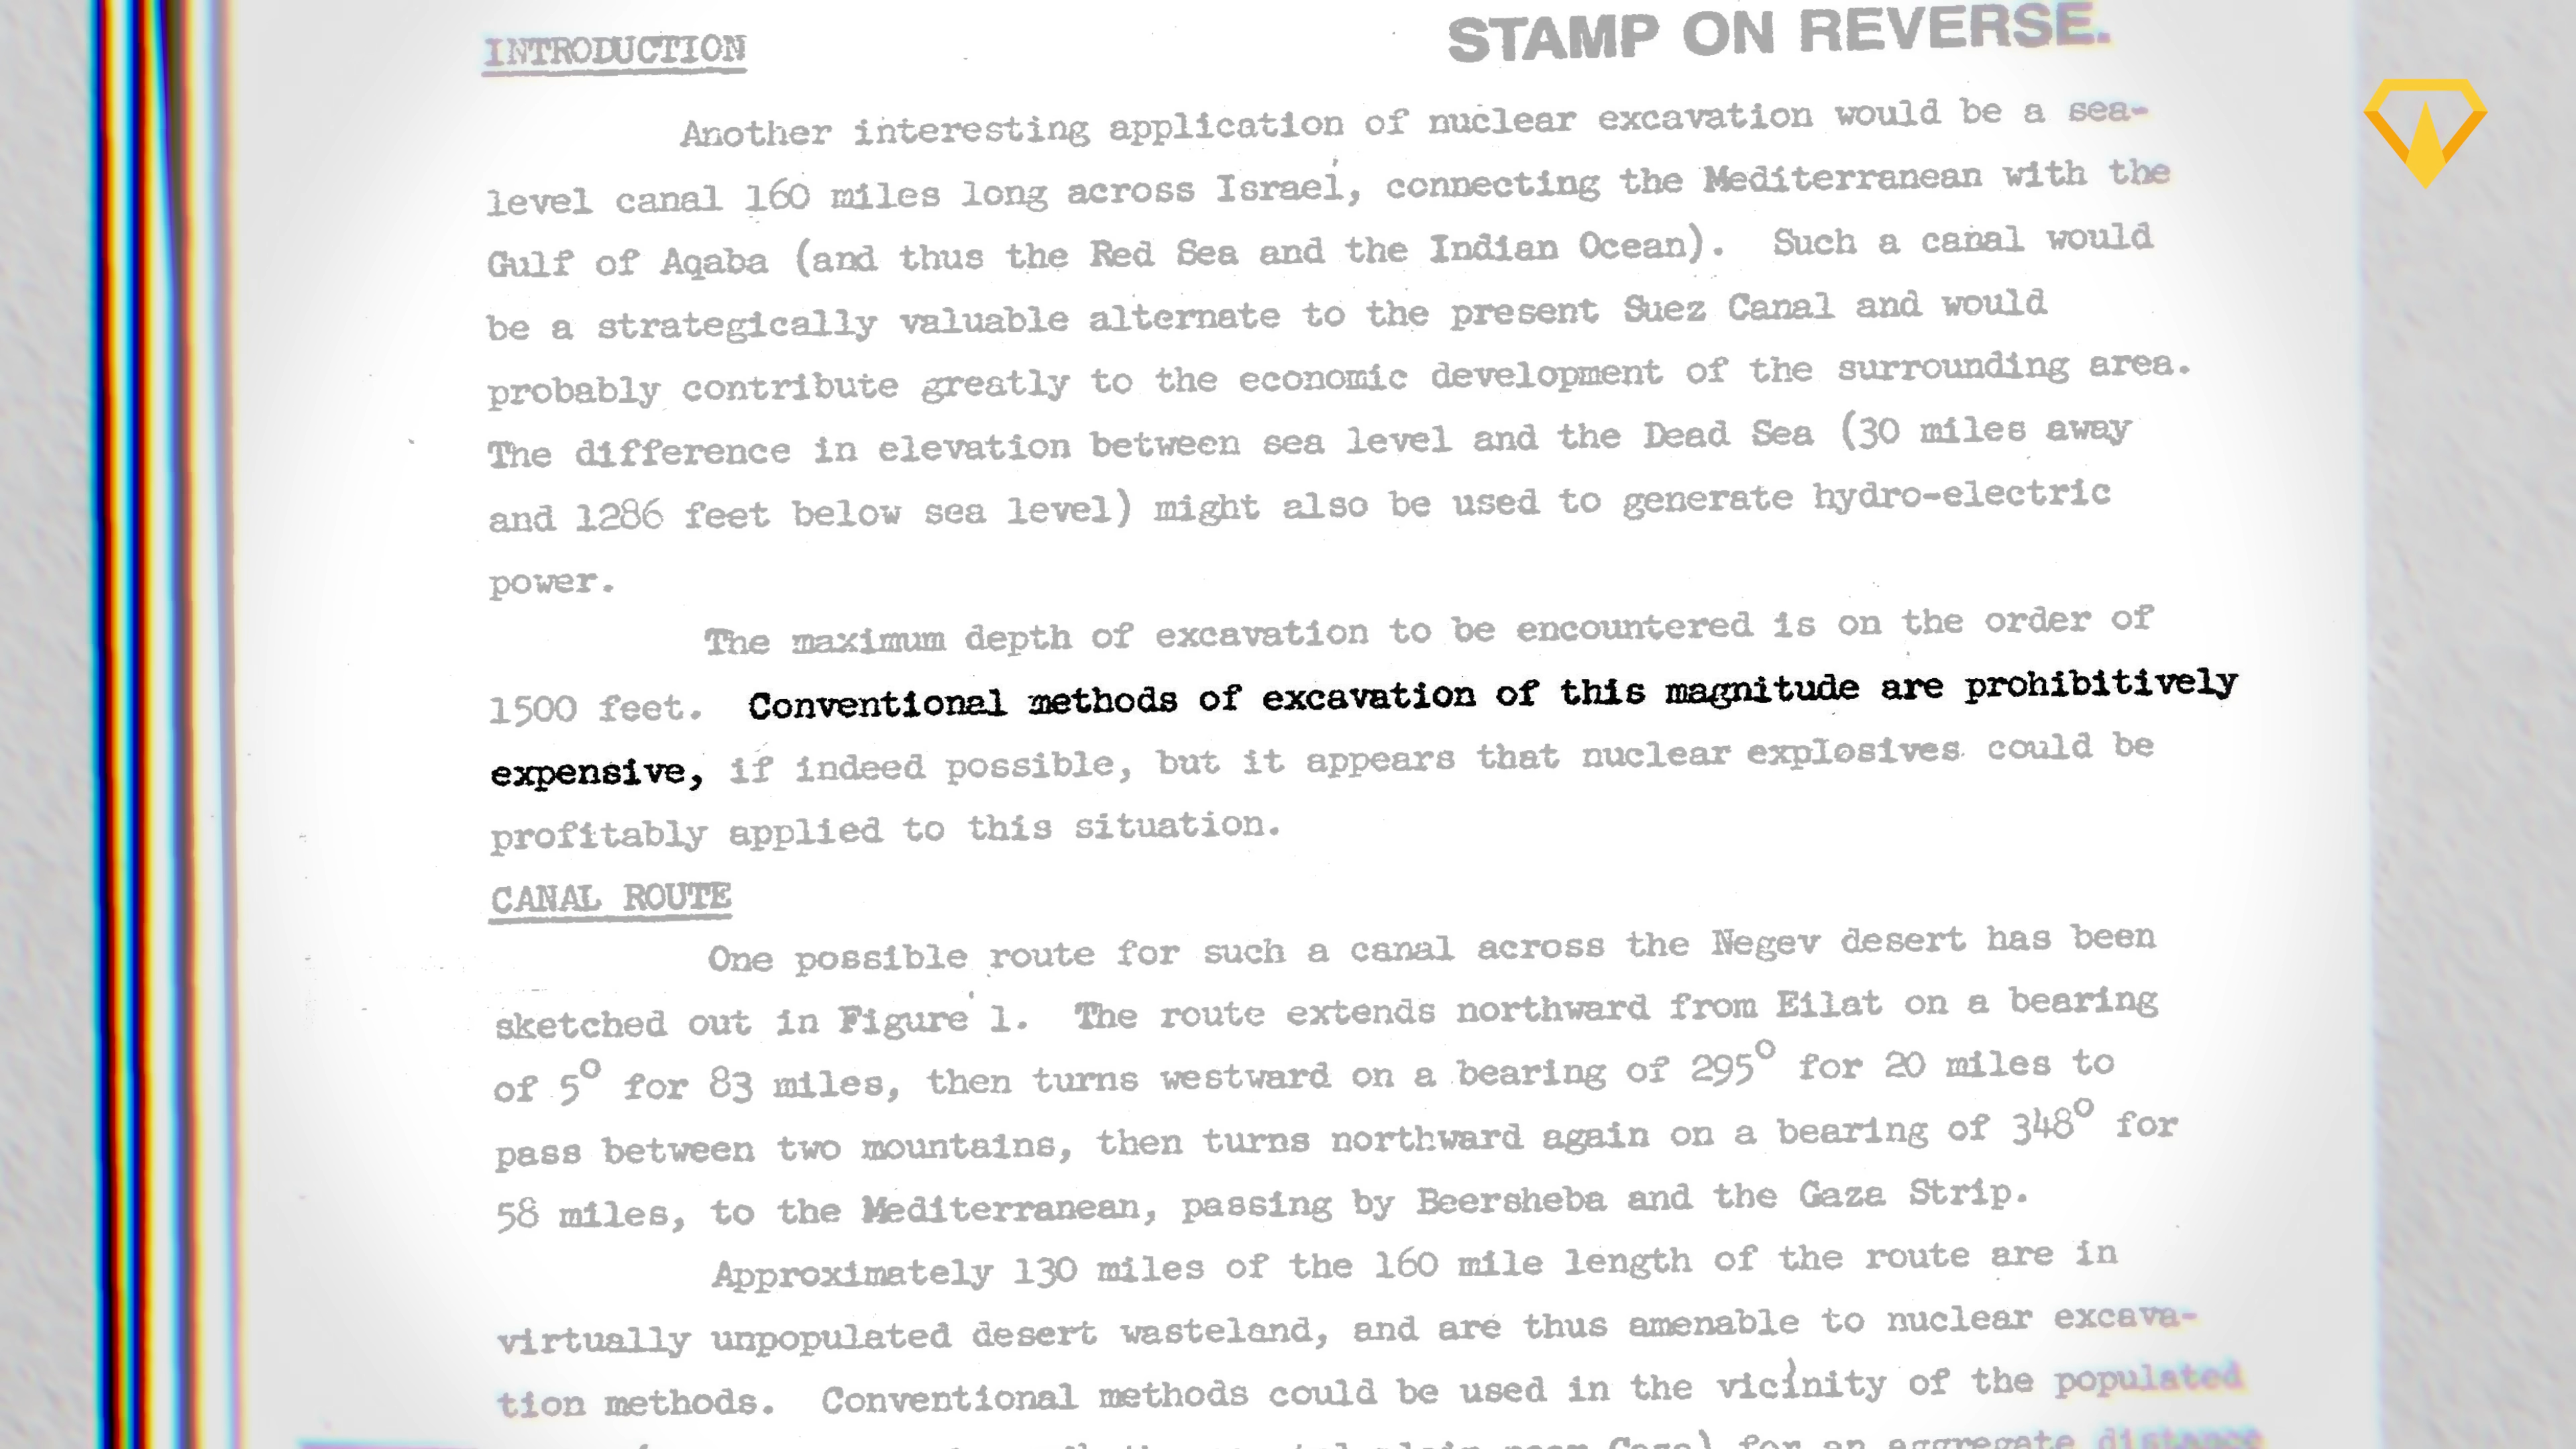 INTRODUCTION
STAMP ON REVERSE.
Another interesting application of nuclear excavation would be a sea-
level canal 160 miles long across Israel, connecting the Mediterranean with the
Gulf of Aqaba (and thus the Red Sea and the Indian Ocean). Such a canal would
be a strategically valuable alternate to the present Suez Canal and would
probably contribute greatly to the economic development of the surrounding area.
The difference in elevation between sea level and the Dead Sea (30 miles away
and 1286 feet below sea level) might also be used to generate hydro-electric
power.
The maximum depth of excavation to be encountered is on the order of
1500 feet. Conventional methods of excavation of this magnitude are prohibitively
expensive, if indeed possible, but it appears that nuclear explosives could be
profitably applied to this situation.
CANAL ROUTE
One possible route for such a canal across the Negev desert has been
sketched out in Figure 1. The route extends northward from Eilat on a bearing
of 5° for 83 miles, then turns westward on a bearing of 295° for 20 miles to
pass between two mountains, then turns northward again on a bearing of 348° for
58 miles, to the Mediterranean, passing by Beersheba and the Gaza Strip.
Approximately 130 miles of the 160 mile length of the route are in
virtually unpopulated desert wasteland, and are thus amenable to nuclear excava-
tion methods. Conventional methods could be used in the vicinity of the populated
Gaza) for an aggregate distance